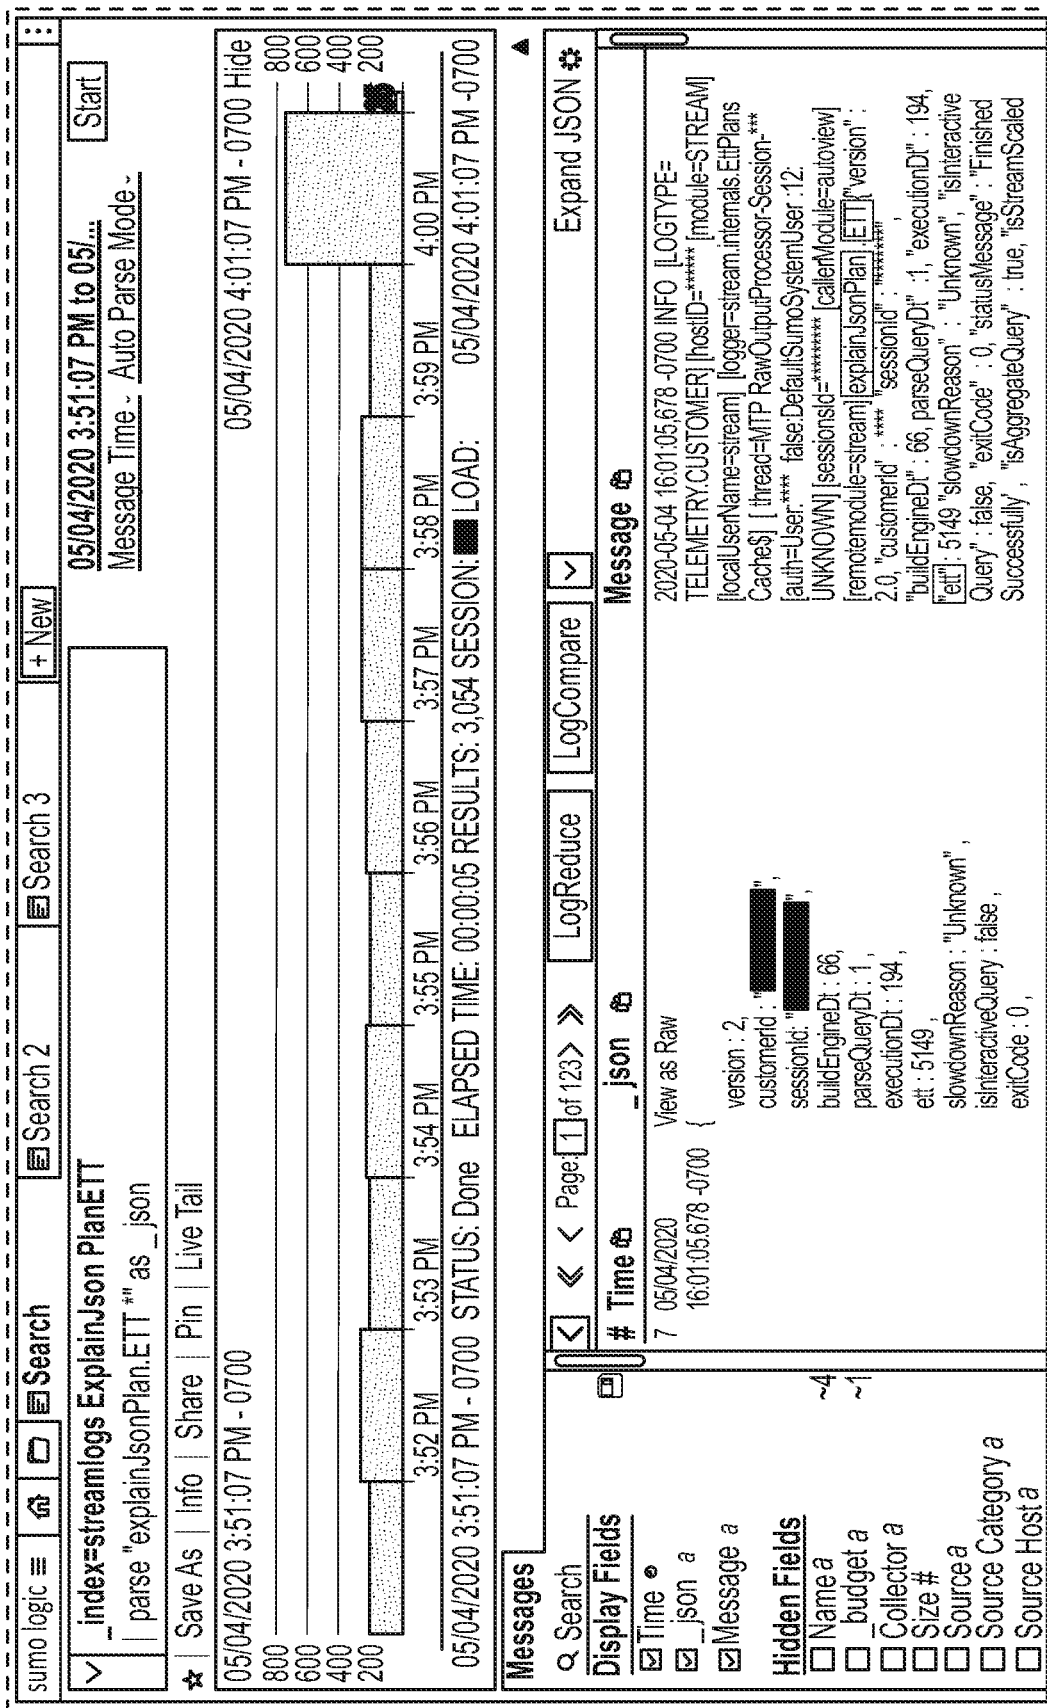 sumo logic
Search
Search 2
Search 3
+ New
_index=streamlogs ExplainJson PlanETT
| parse "explainJsonPlan.ETT *" as _json
05/04/2020 3:51:07 PM to 05/...
Start
Message Time
Auto Parse Mode
Save As | Info | Share | Pin | Live Tail
05/04/2020 3:51:07 PM - 0700
05/04/2020 4:01:07 PM - 0700 Hide
800
600
400
200
800
600
400
200
3:52 PM
3:53 PM
3:54 PM
3:55 PM
3:56 PM
3:57 PM
3:58 PM
3:59 PM
4:00 PM
05/04/2020 3:51:07 PM - 0700 STATUS: Done ELAPSED TIME: 00:00:05 RESULTS: 3,054 SESSION: LOAD: 05/04/2020 4:01:07 PM -0700
Messages
Search
Display Fields
Time
_json a
Message a
Hidden Fields
Name a
_budget a
Collector a
Size #
Source a
Source Category a
Source Host a
~4
~1
Page: 1 of 123
LogReduce
LogCompare
Expand JSON
# Time
_json
Message
7 05/04/2020
16:01:05.678 -0700
View as Raw
{
version : 2,
customerId : " ",
sessionId: " ",
buildEngineDt : 66,
parseQueryDt : 1 ,
executionDt : 194 ,
ett : 5149 ,
slowdownReason : "Unknown" ,
isInteractiveQuery : false ,
exitCode : 0 ,
2020-05-04 16:01:05,678 -0700 INFO [LOGTYPE=
TELEMETRY.CUSTOMER] [hostID=****** [module=STREAM]
[localUserName=stream] [logger=stream.internals.EttPlans
Cache$] [ thread=MTP RawOutputProcessor-Session-***
[auth=User:**** false:DefaultSumoSystemUser :12:
UNKNOWN] [sessionsId=********* [callerModule=autoview]
[remotemodule=stream] explainJsonPlan .ETT {"version" :
2.0, "customerId' : **** "sessionId" : "********" ,
"buildEngineDt" : 66, parseQueryDt" :1, "executionDt" : 194,
"ett" : 5149 "slowdownReason" : "Unknown", "isInteractive
Query" : false, "exitCode" : 0, "statusMessage" : "Finished
Successfully' , "isAggregateQuery" : true, "isStreamScaled